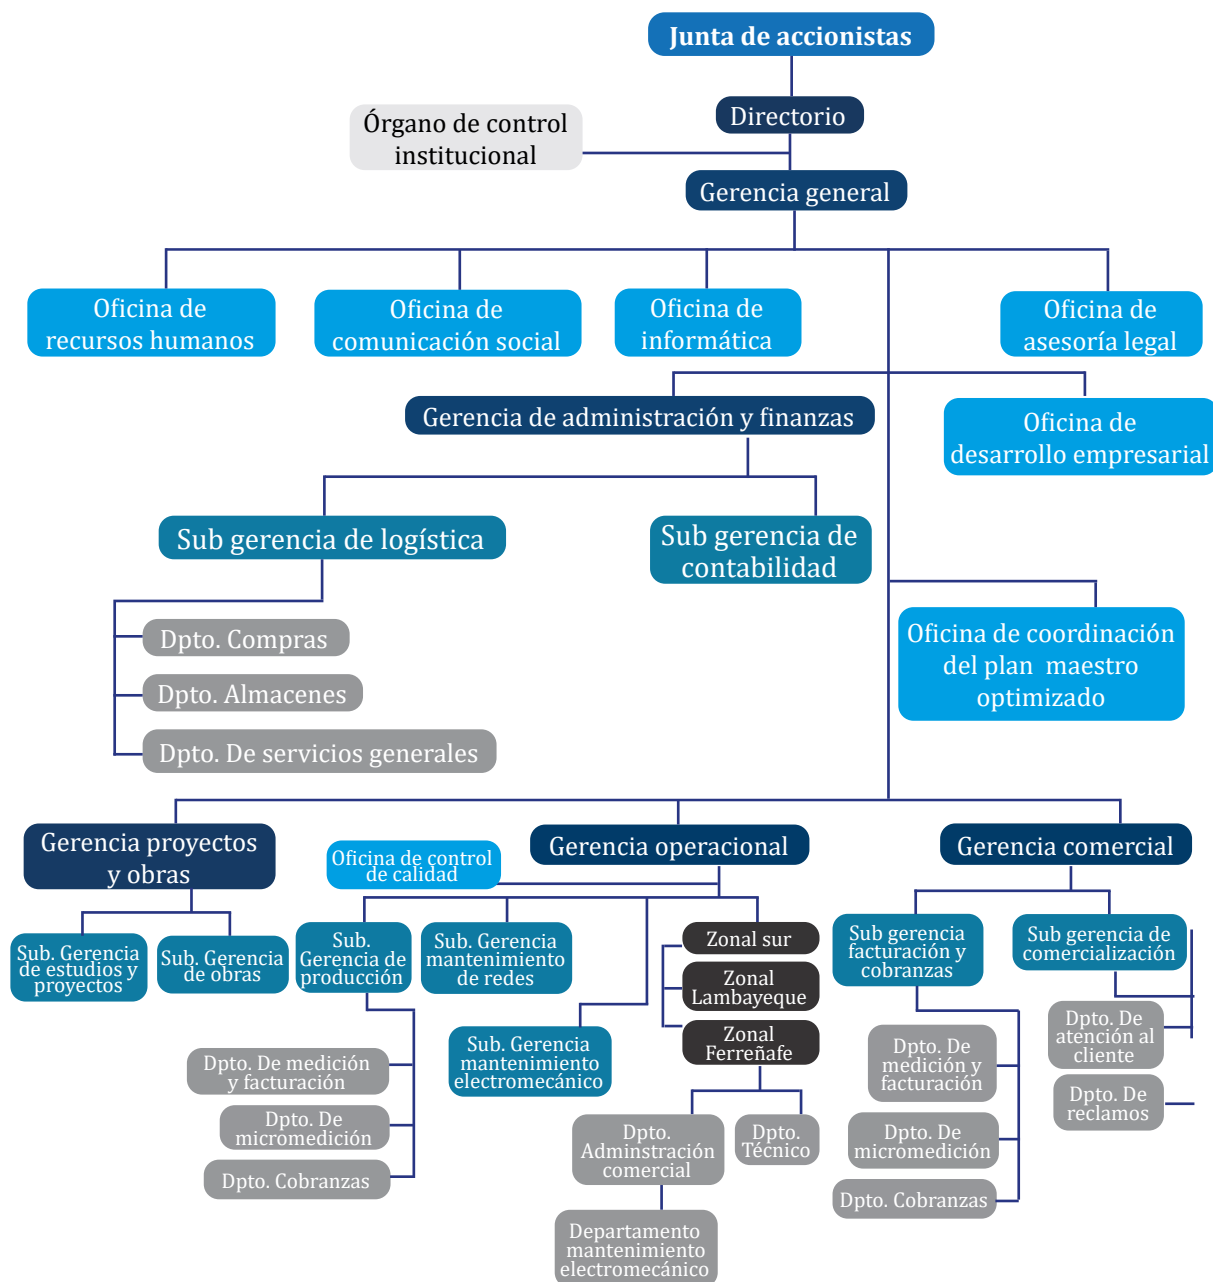 Junta de accionistas
Directorio
Órgano de control
institucional
Gerencia general
Oficina de
recursos humanos
Oficina de
comunicación social
Oficina de
informática
Oficina de
asesoría legal
Gerencia de administración y finanzas
Oficina de
desarrollo empresarial
Sub gerencia de logística
Sub gerencia de
contabilidad
Dpto. Compras
Dpto. Almacenes
Dpto. De servicios generales
Oficina de coordinación
del plan maestro
optimizado
Gerencia proyectos
y obras
Oficina de control
de calidad
Gerencia operacional
Gerencia comercial
Sub. Gerencia
de estudios y
proyectos
Sub. Gerencia
de obras
Sub.
Gerencia de
producción
Sub. Gerencia
mantenimiento
de redes
Sub. Gerencia
mantenimiento
electromecánico
Zonal sur
Zonal
Lambayeque
Zonal
Ferreñafe
Sub gerencia
facturación y
cobranzas
Sub gerencia de
comercialización
Dpto. De medición
y facturación
Dpto. De
micromedición
Dpto. Cobranzas
Dpto.
Adminstración
comercial
Dpto.
Técnico
Departamento
mantenimiento
electromecánico
Dpto. De
medición y
facturación
Dpto. De
micromedición
Dpto. Cobranzas
Dpto. De
atención al
cliente
Dpto. De
reclamos